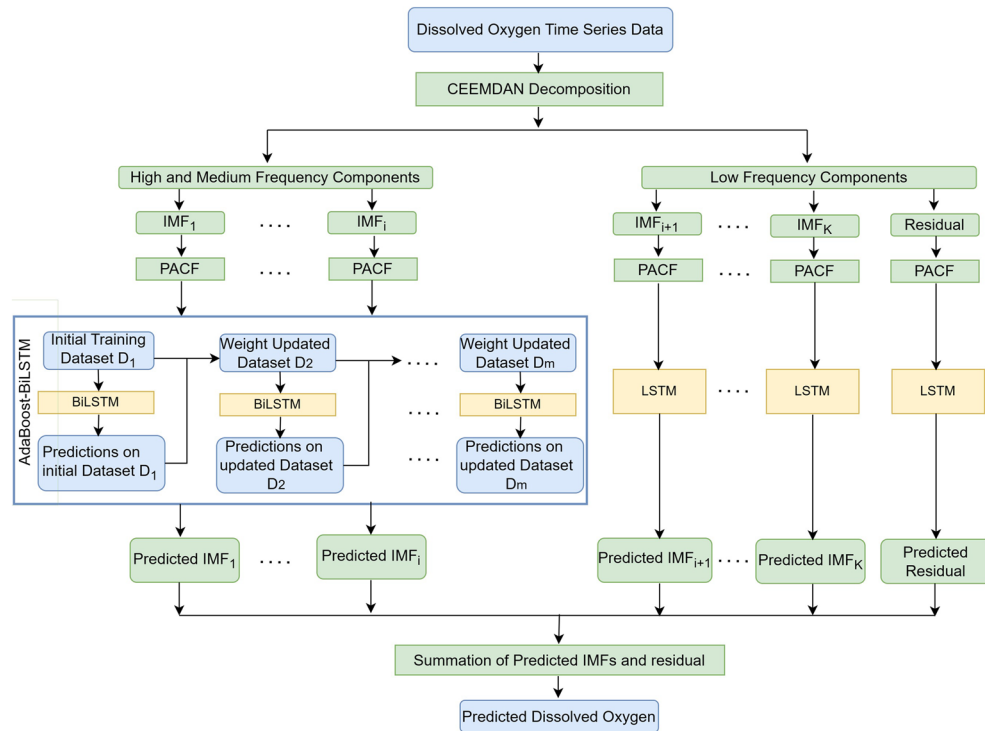 Dissolved Oxygen Time Series Data
CEEMDAN Decomposition
High and Medium Frequency Components
Low Frequency Components
IMF1
....
IMFi
IMFi+1
....
IMFK
Residual
PACF
....
PACF
PACF
....
PACF
PACF
AdaBoost-BiLSTM
Initial Training
Dataset D1
Weight Updated
Dataset D2
....
Weight Updated
Dataset Dm
BiLSTM
BiLSTM
....
BiLSTM
Predictions on
initial Dataset D1
Predictions on
updated Dataset
D2
....
Predictions on
updated Dataset
Dm
LSTM
....
LSTM
LSTM
Predicted IMF1
....
Predicted IMFi
Predicted IMFi+1
....
Predicted IMFK
Predicted
Residual
Summation of Predicted IMFs and residual
Predicted Dissolved Oxygen